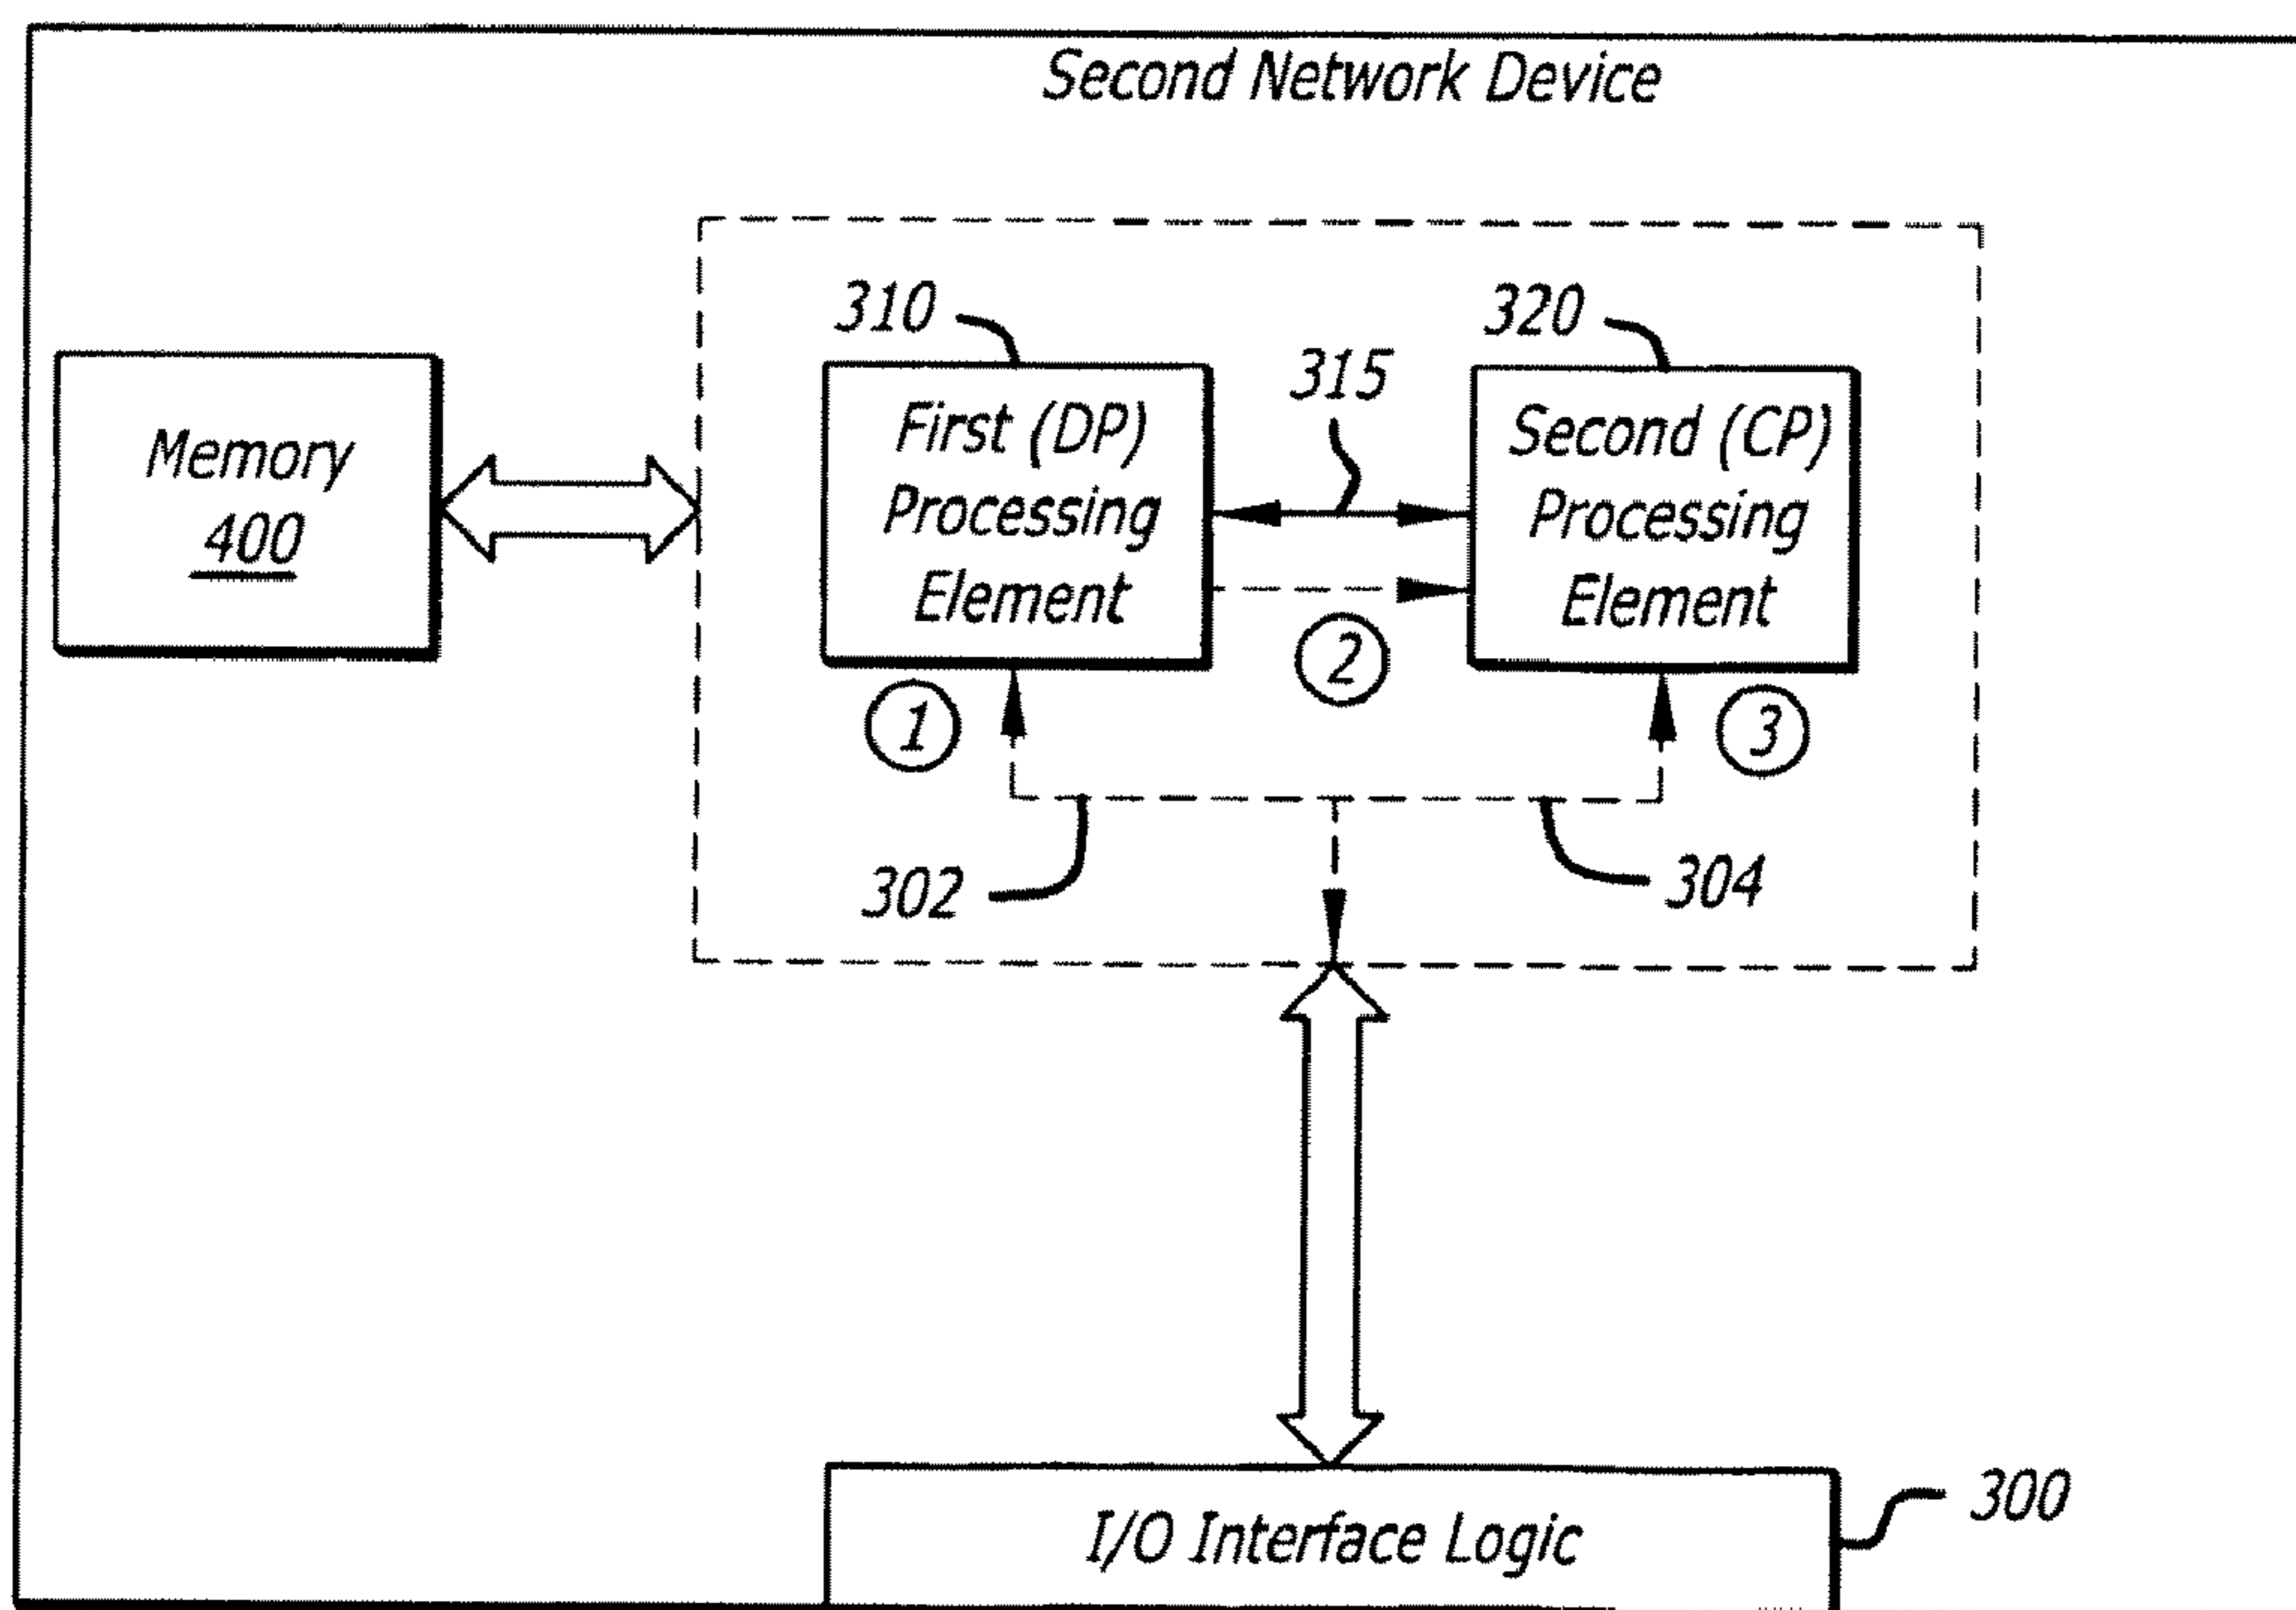 Second Network Device
310
320
315
First (DP)
Processing
Element
Second (CP)
Processing
Element
Memory
400
1
2
3
302
304
I/O Interface Logic
300